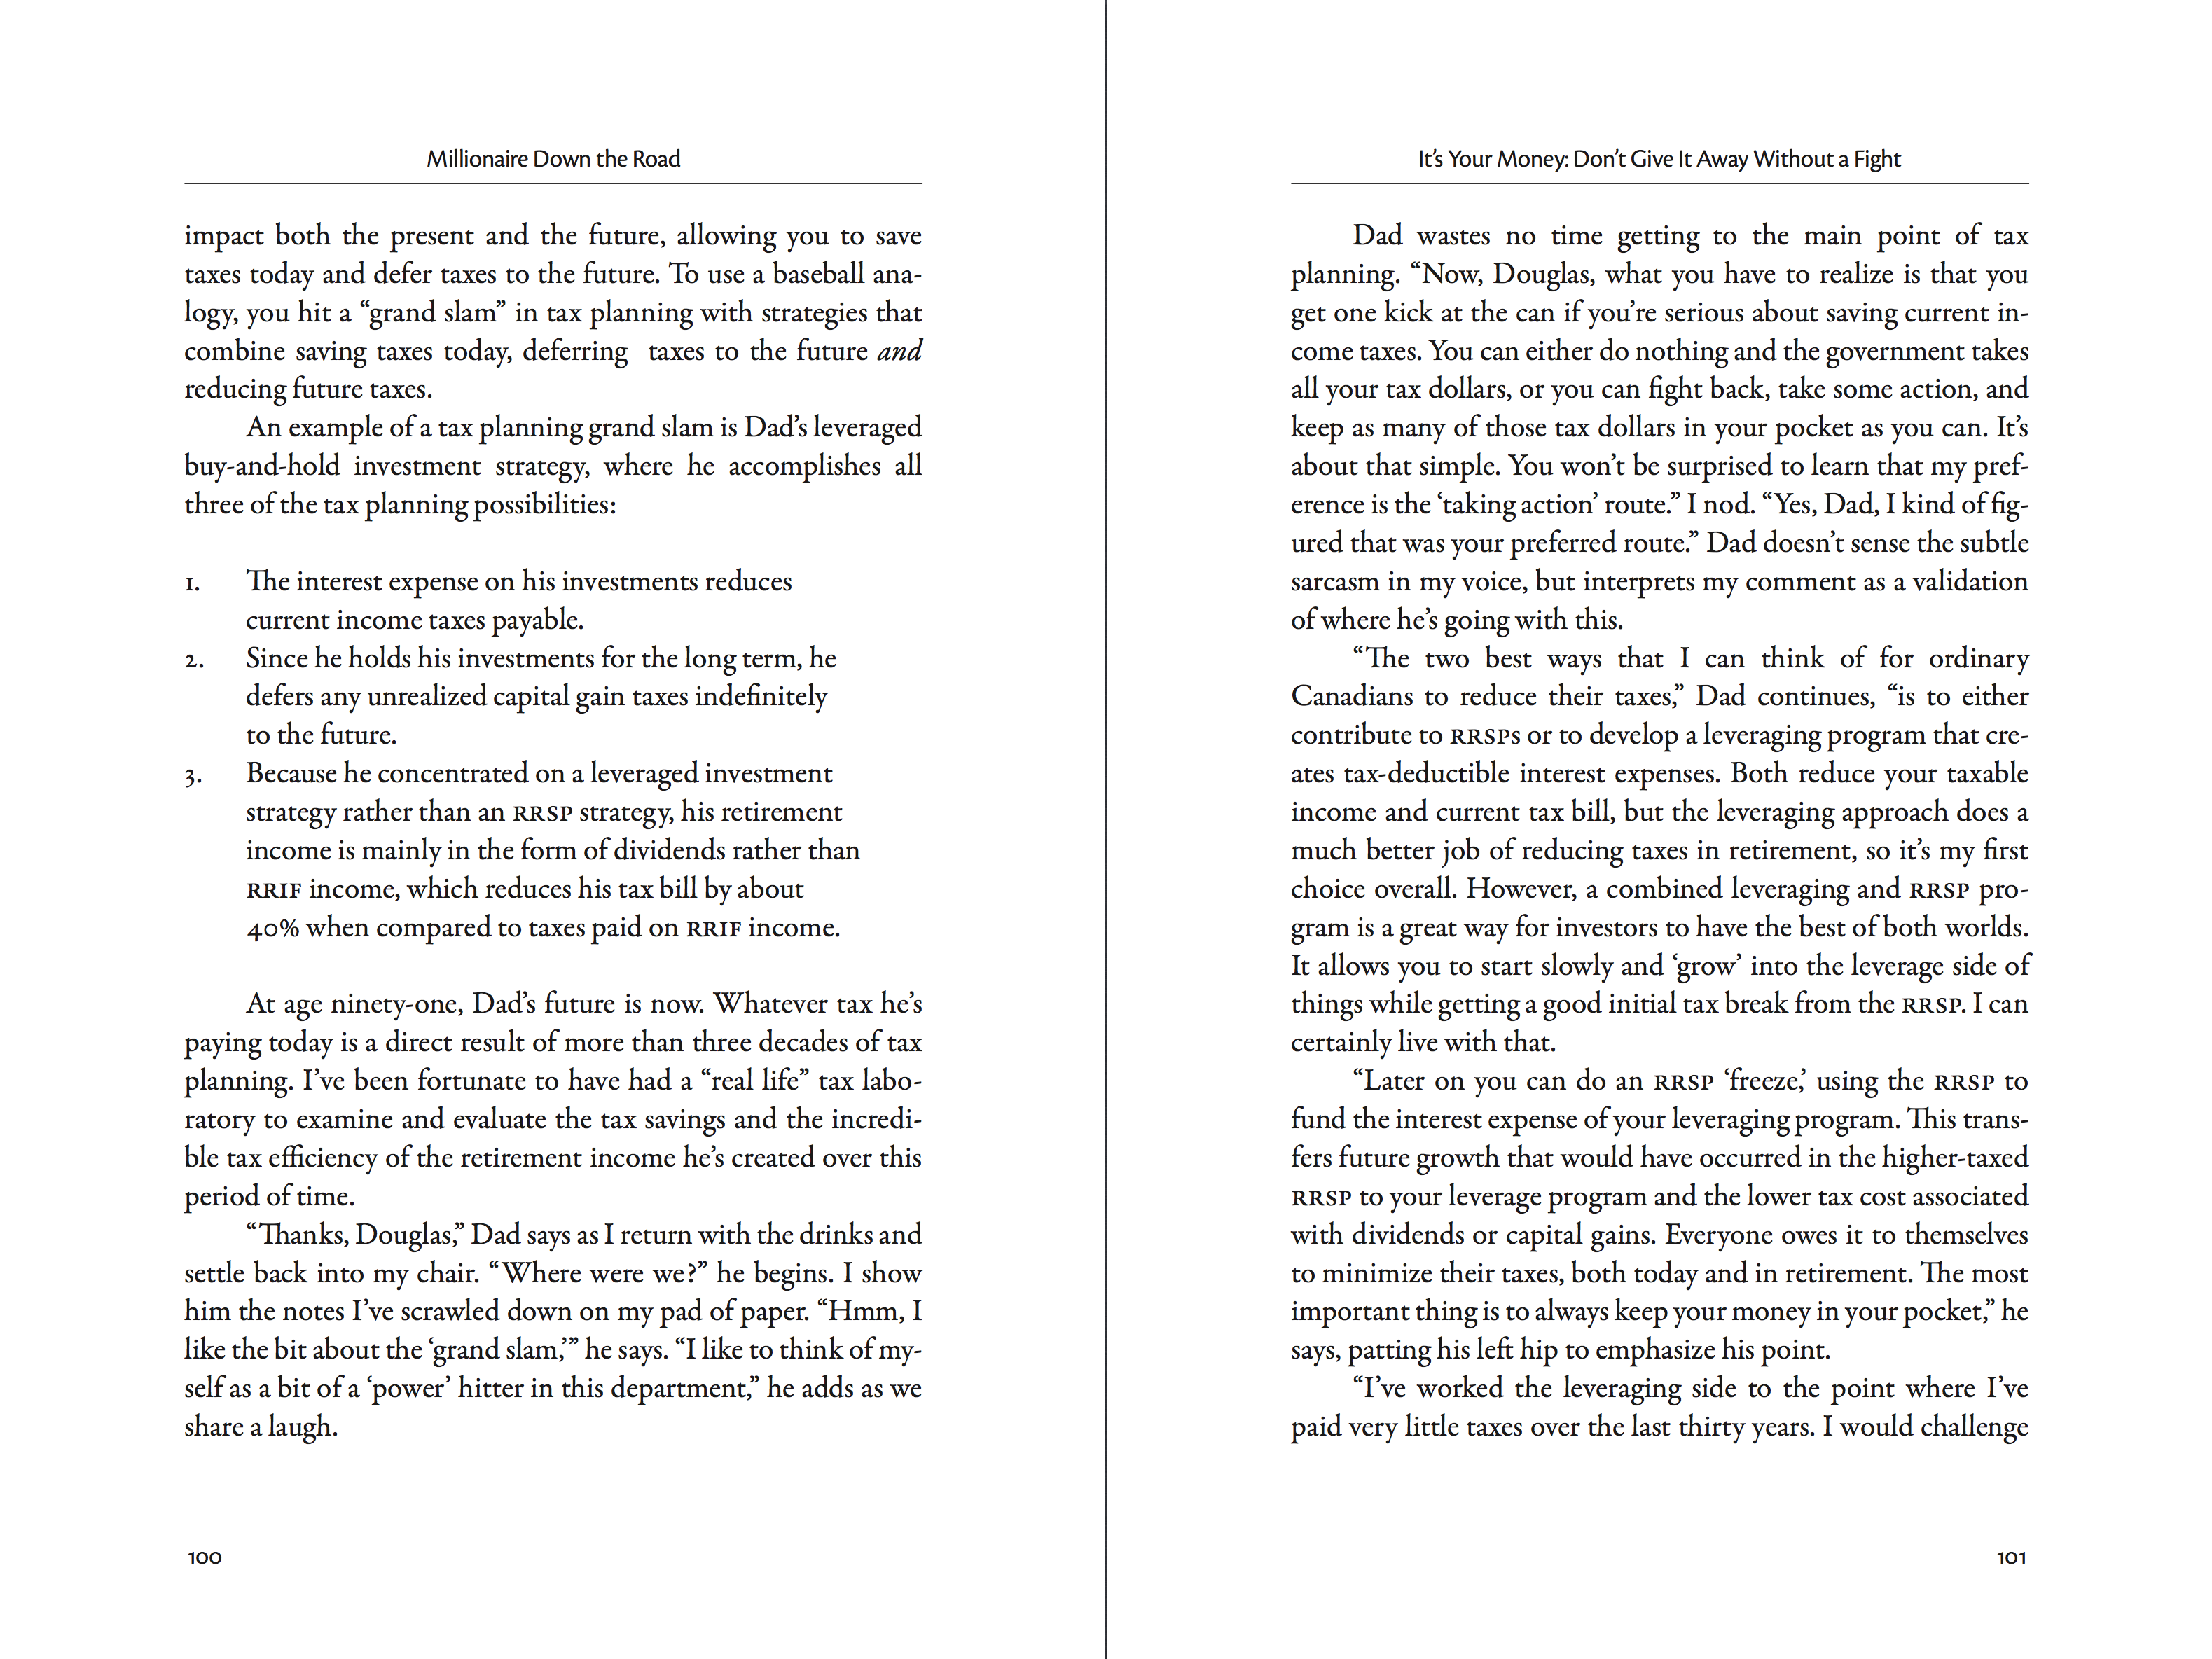 Millionaire Down the Road
impact both the present and the future, allowing you to save
taxes today and defer taxes to the future. To use a baseball ana-
logy, you hit a “grand slam” in tax planning with strategies that
combine saving taxes today, deferring  taxes to the future and
reducing future taxes.
An example of a tax planning grand slam is Dad’s leveraged
buy-and-hold investment strategy, where he accomplishes all
three of the tax planning possibilities:
1. The interest expense on his investments reduces
current income taxes payable.
2. Since he holds his investments for the long term, he
defers any unrealized capital gain taxes indefinitely
to the future.
3. Because he concentrated on a leveraged investment
strategy rather than an RRSP strategy, his retirement
income is mainly in the form of dividends rather than
RRIF income, which reduces his tax bill by about
40% when compared to taxes paid on RRIF income.
At age ninety-one, Dad’s future is now. Whatever tax he’s
paying today is a direct result of more than three decades of tax
planning. I’ve been fortunate to have had a “real life” tax labo-
ratory to examine and evaluate the tax savings and the incredi-
ble tax efficiency of the retirement income he’s created over this
period of time.
“Thanks, Douglas,” Dad says as I return with the drinks and
settle back into my chair. “Where were we?” he begins. I show
him the notes I’ve scrawled down on my pad of paper. “Hmm, I
like the bit about the ‘grand slam,’” he says. “I like to think of my-
self as a bit of a ‘power’ hitter in this department,” he adds as we
share a laugh.
100
It’s Your Money: Don’t Give It Away Without a Fight
Dad wastes no time getting to the main point of tax
planning. “Now, Douglas, what you have to realize is that you
get one kick at the can if you’re serious about saving current in-
come taxes. You can either do nothing and the government takes
all your tax dollars, or you can fight back, take some action, and
keep as many of those tax dollars in your pocket as you can. It’s
about that simple. You won’t be surprised to learn that my pref-
erence is the ‘taking action’ route.” I nod. “Yes, Dad, I kind of fig-
ured that was your preferred route.” Dad doesn’t sense the subtle
sarcasm in my voice, but interprets my comment as a validation
of where he’s going with this.
“The two best ways that I can think of for ordinary
Canadians to reduce their taxes,” Dad continues, “is to either
contribute to RRSPs or to develop a leveraging program that cre-
ates tax-deductible interest expenses. Both reduce your taxable
income and current tax bill, but the leveraging approach does a
much better job of reducing taxes in retirement, so it’s my first
choice overall. However, a combined leveraging and RRSP pro-
gram is a great way for investors to have the best of both worlds.
It allows you to start slowly and ‘grow’ into the leverage side of
things while getting a good initial tax break from the RRSP. I can
certainly live with that.
“Later on you can do an RRSP ‘freeze,’ using the RRSP to
fund the interest expense of your leveraging program. This trans-
fers future growth that would have occurred in the higher-taxed
RRSP to your leverage program and the lower tax cost associated
with dividends or capital gains. Everyone owes it to themselves
to minimize their taxes, both today and in retirement. The most
important thing is to always keep your money in your pocket,” he
says, patting his left hip to emphasize his point.
“I’ve worked the leveraging side to the point where I’ve
paid very little taxes over the last thirty years. I would challenge
101